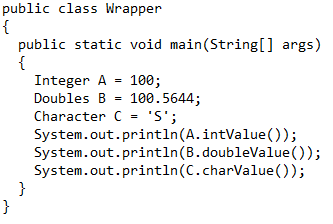 public class Wrapper
{
  public static void main(String[] args)
  {
    Integer A = 100;
    Doubles B = 100.5644;
    Character C = 'S';
    System.out.println(A.intValue());
    System.out.println(B.doubleValue());
    System.out.println(C.charValue());
  }
}